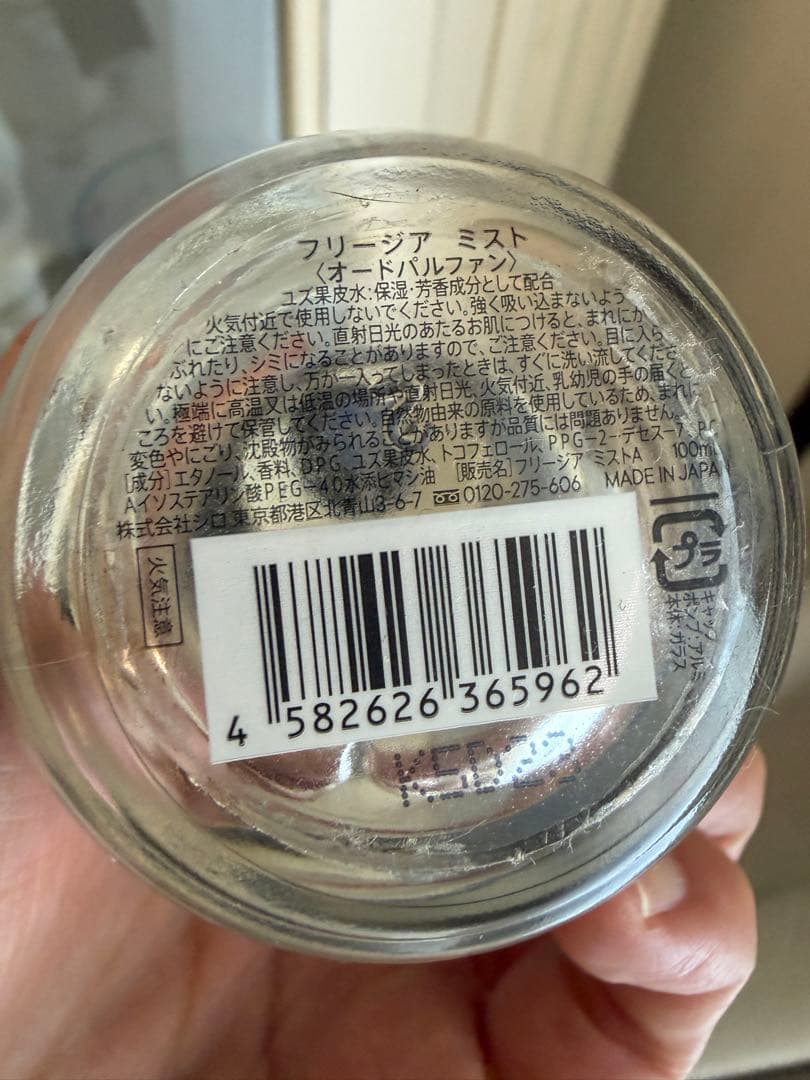 フリージア ミスト
〈オードパルファン〉
ユズ果皮水:保湿・芳香成分として配合
火気付近で使用しないでください。強く吸い込まないよう
にご注意ください。直射日光のあたるお肌につけると、まれにか
ぶれたり、シミになることがありますので、ご注意ください。目に入ら
ないように注意し、万が一入ってしまったときは、すぐに洗い流してくださ
い。極端に高温又は低温の場所や直射日光、火気付近、乳幼児の手の届くと
ころを避けて保管してください。自然物由来の原料を使用しているため、まれに
変色やにごり、沈殿物がみられることがありますが品質には問題ありません。
[成分]エタノール、香料、DPG、ユズ果皮水、トコフェロール、PPG-2-デセス-7、PC
Aイソステアリン酸PEG-40水添ヒマシ油 [販売名]フリージア ミストA 100mL
株式会社シロ 東京都港区北青山3-6-7 0120-275-606 MADE IN JAPAN
火気注意
プラ
キャップ
ポンプ:アルミ
本体:ガラス
4 582626 365962